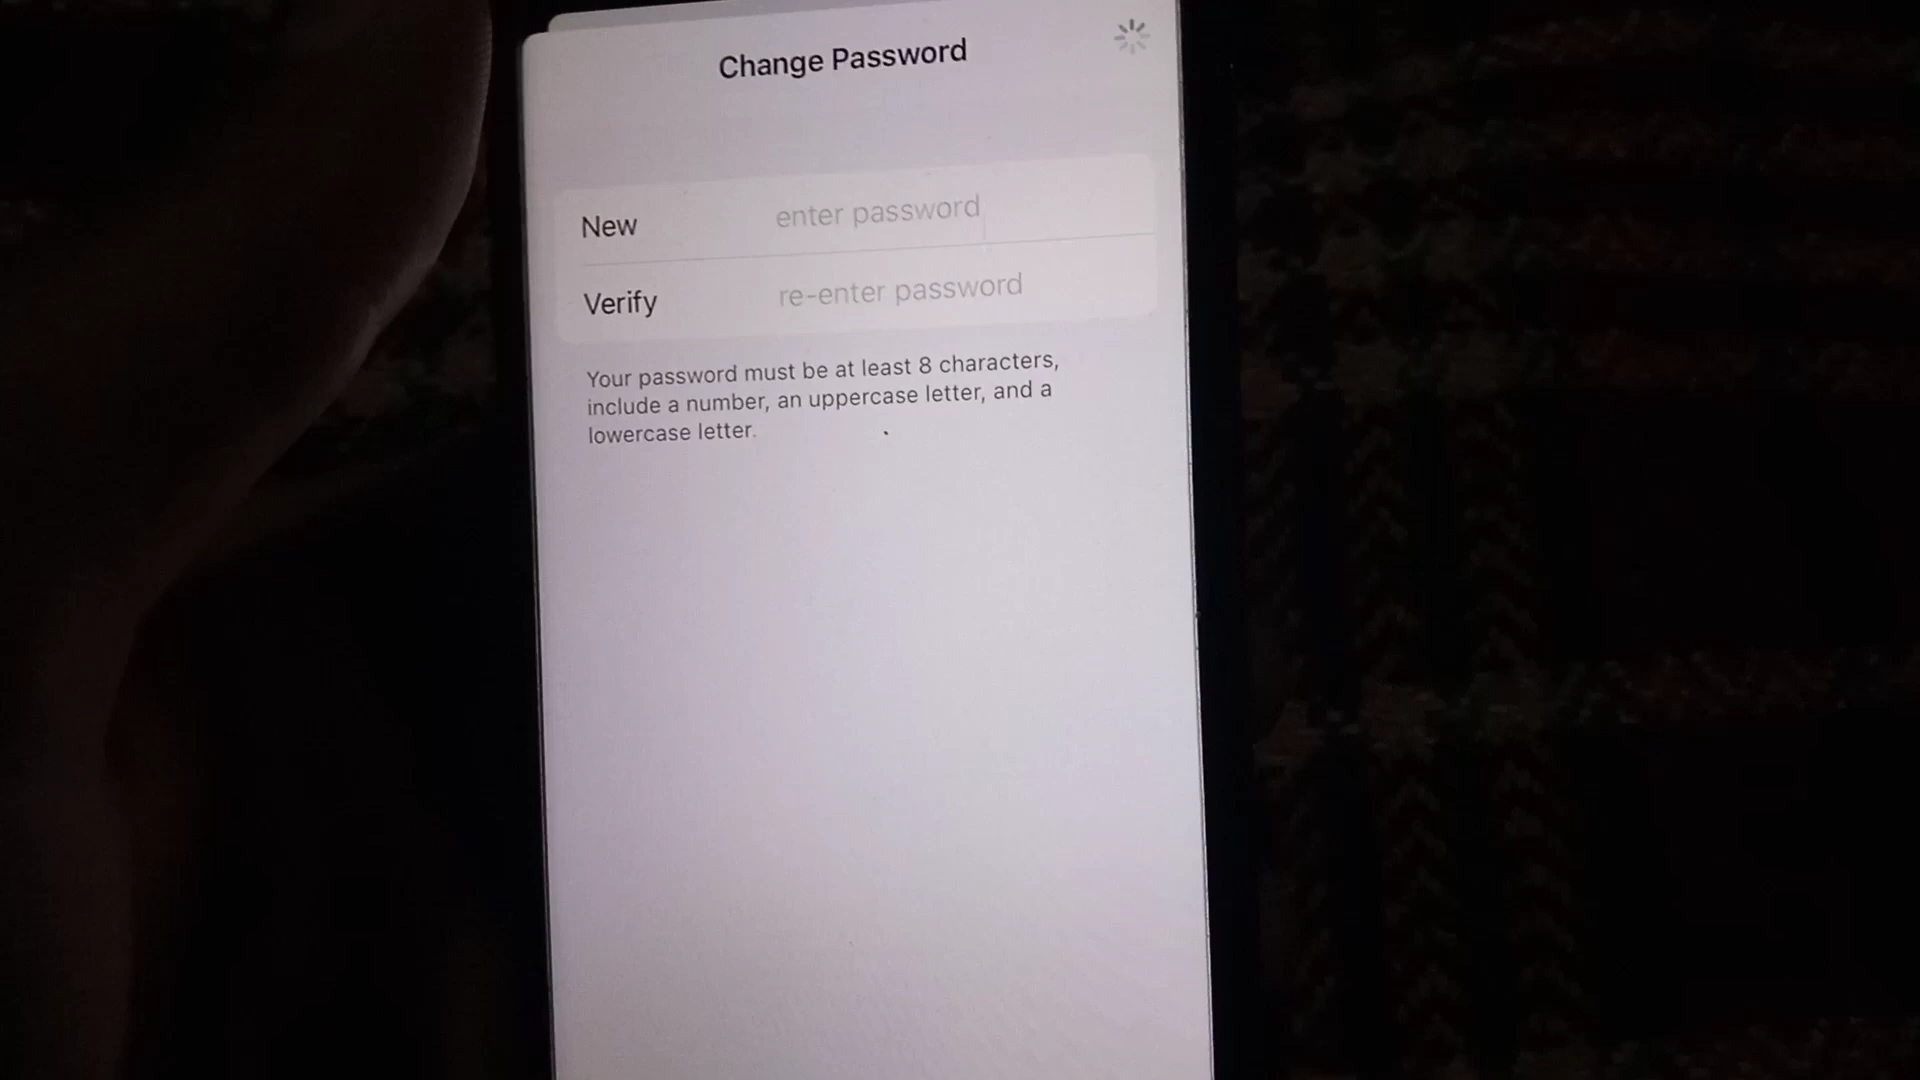 Change Password
New enter password
Verify re-enter password
Your password must be at least 8 characters,
include a number, an uppercase letter, and a
lowercase letter.